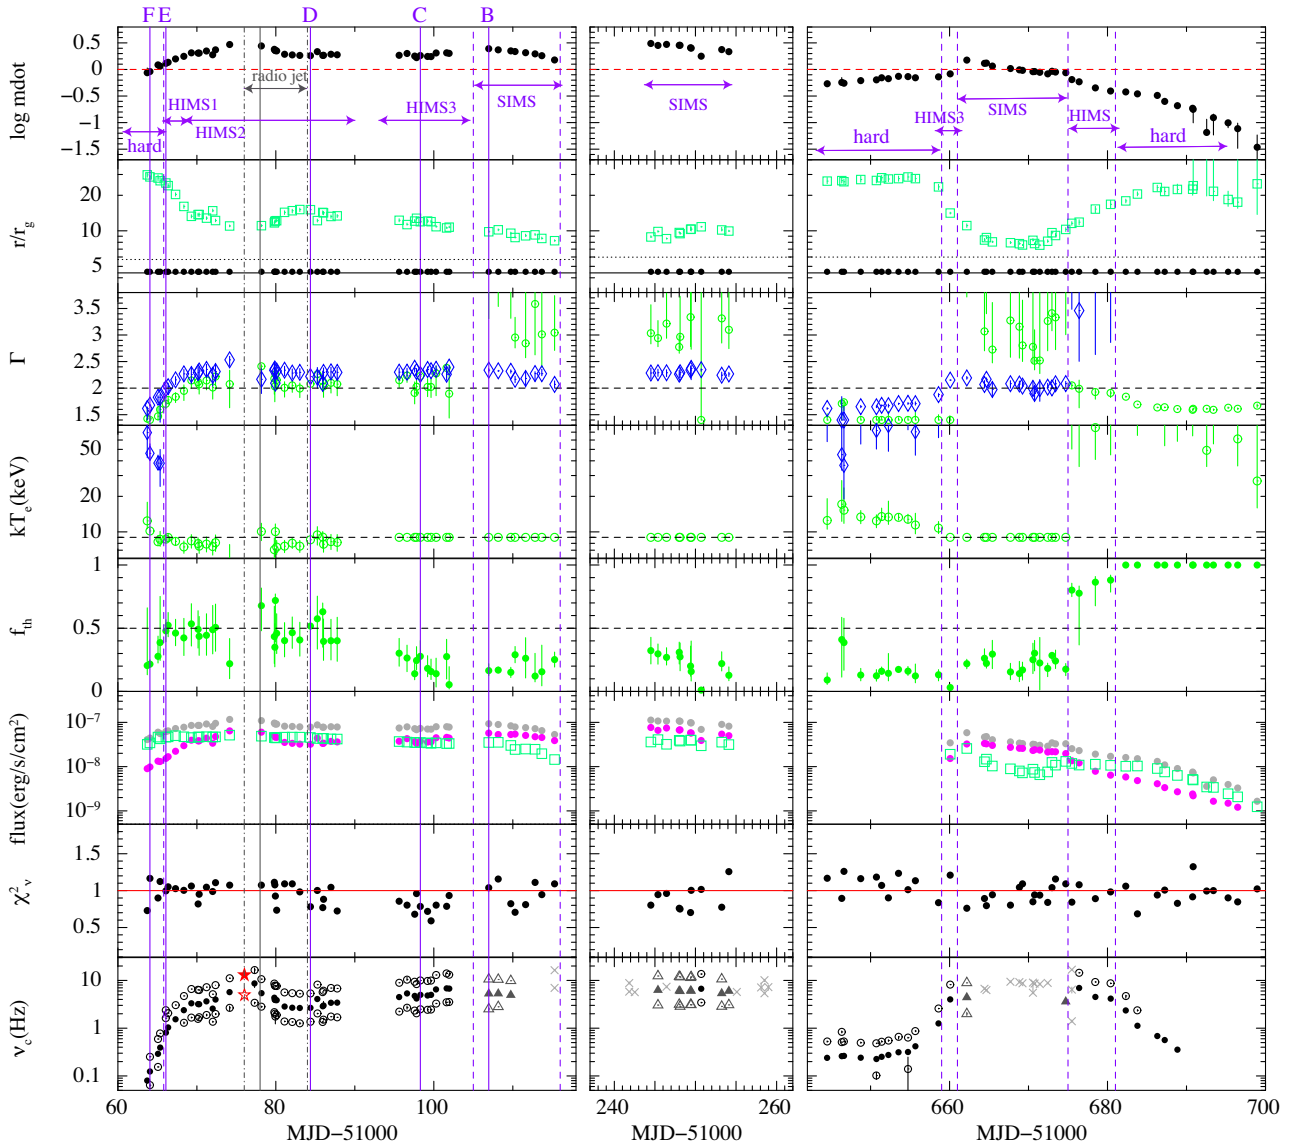 F E D C B
log mdot
0.5
0
−0.5
−1
−1.5
radio jet
HIMS1
HIMS2
hard
HIMS3
SIMS
SIMS
hard
HIMS3
SIMS
HIMS
hard
r/r_g
20
10
5
Γ
3.5
3
2.5
2
1.5
kT_e(keV)
50
20
10
f_th
1
0.5
0
flux(erg/s/cm²)
10⁻⁷
10⁻⁸
10⁻⁹
χ²_ν
1.5
1
0.5
ν_c(Hz)
10
1
0.1
60 80 100
240 260
660 680 700
MJD−51000
MJD−51000
MJD−51000